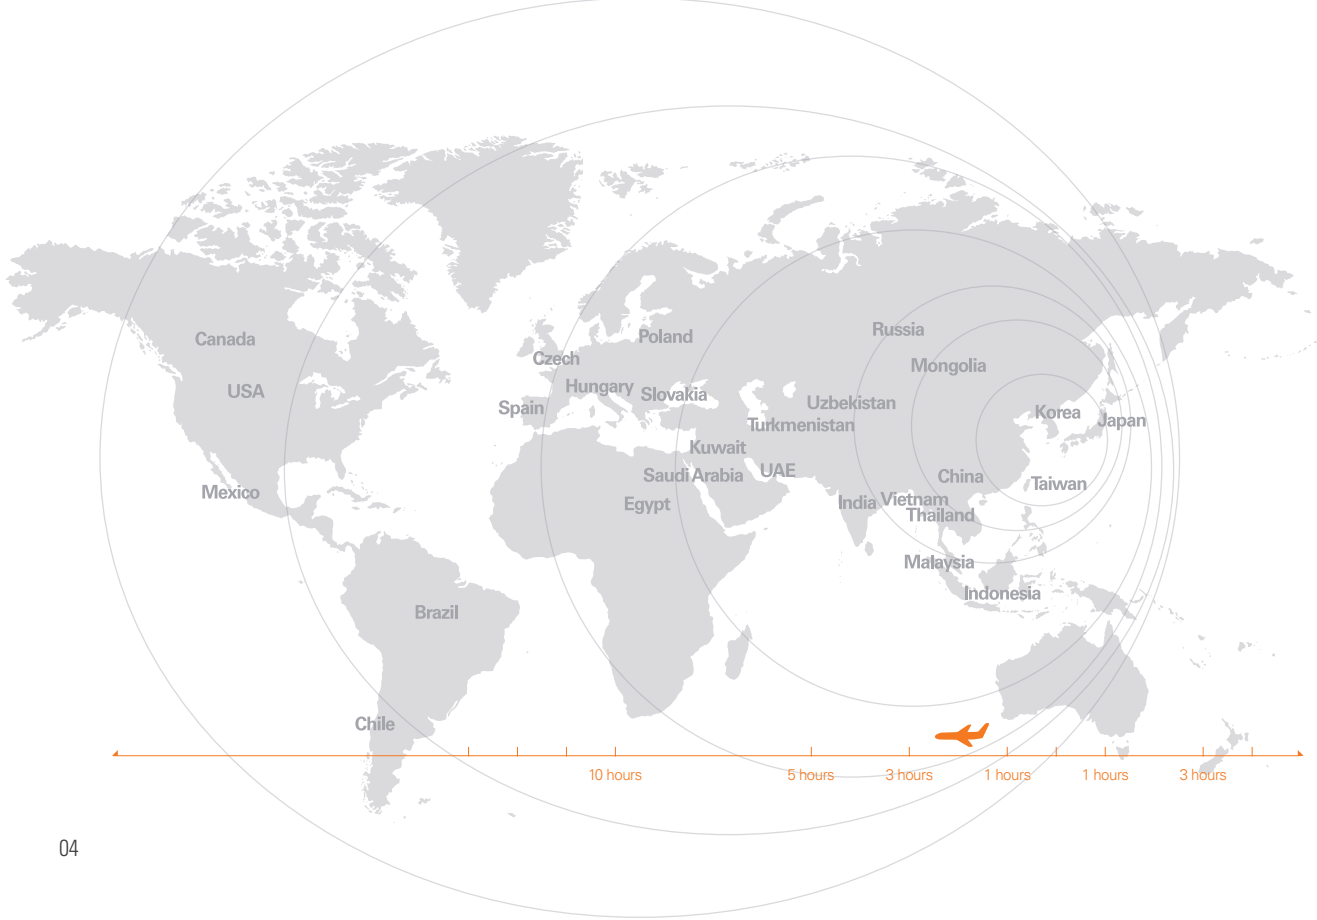 Canada
USA
Mexico
Brazil
Chile
Poland
Czech
Hungary
Slovakia
Spain
Kuwait
Saudi Arabia
UAE
Egypt
Russia
Mongolia
Uzbekistan
Turkmenistan
Korea
Japan
China
Taiwan
India
Vietnam
Thailand
Malaysia
Indonesia
10 hours
5 hours
3 hours
1 hours
1 hours
3 hours
04